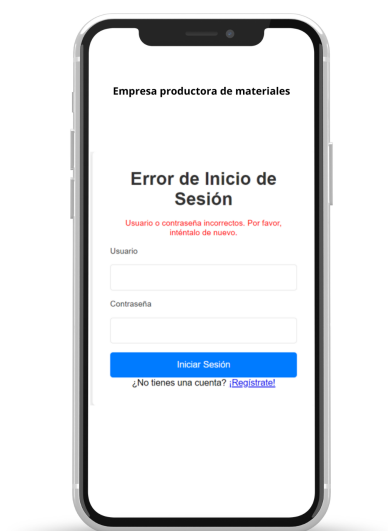 Empresa productora de materiales
Error de Inicio de
Sesión
Usuario o contraseña incorrectos. Por favor,
inténtalo de nuevo.
Usuario
Contraseña
Iniciar Sesión
¿No tienes una cuenta? ¡Regístrate!